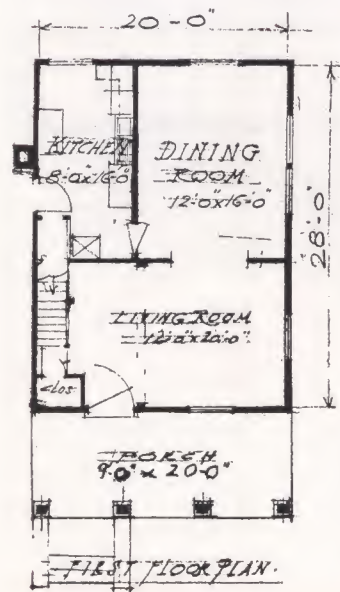 20-0"
KITCHEN
8-0"x16-0"
DINING
ROOM
12-0"x16-0"
28-0"
LIVING ROOM
12-0"x20-0"
CLOS
PORCH
9-0" x 20-0"
FIRST FLOOR PLAN.